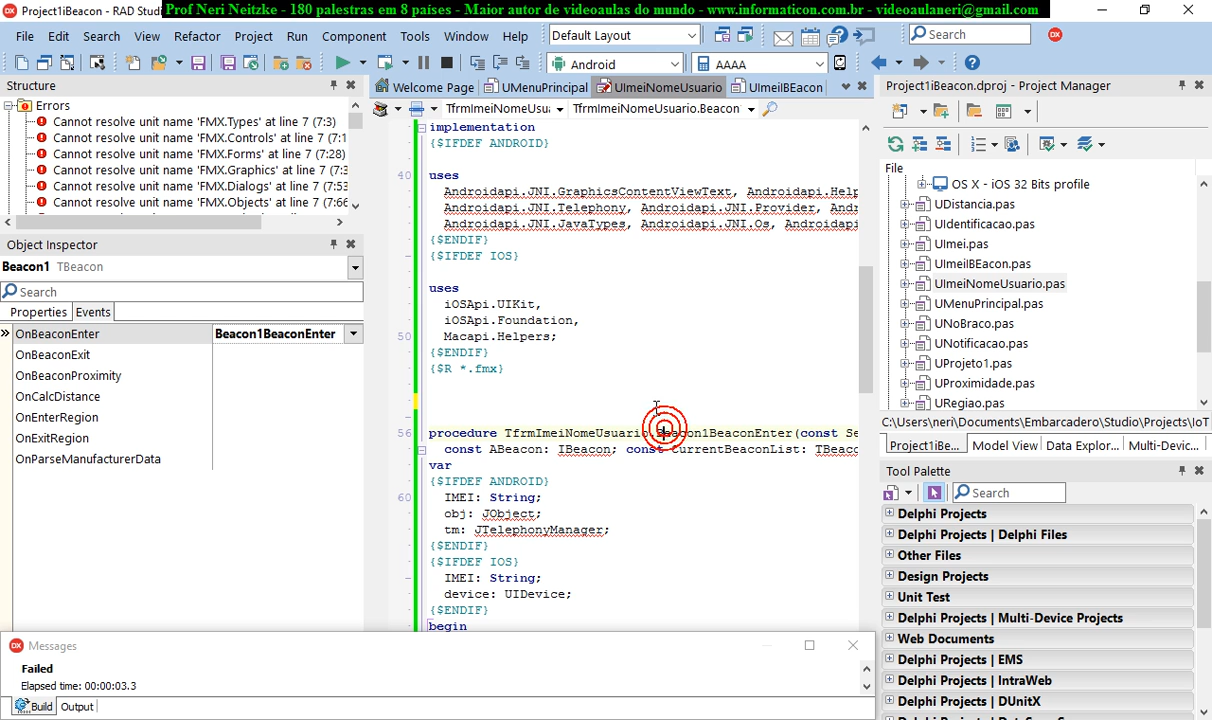 Project1iBeacon - RAD Studi
Prof Neri Neitzke - 180 palestras em 8 países - Maior autor de videoaulas do mundo - www.informaticon.com.br - videoaulaneri@gmail.com
File Edit Search View Refactor Project Run Component Tools Window Help
Default Layout
Search
Android
AAAA
Structure
Errors
Cannot resolve unit name 'FMX.Types' at line 7 (7:3)
Cannot resolve unit name 'FMX.Controls' at line 7 (7:1
Cannot resolve unit name 'FMX.Forms' at line 7 (7:28)
Cannot resolve unit name 'FMX.Graphics' at line 7 (7:3
Cannot resolve unit name 'FMX.Dialogs' at line 7 (7:53
Cannot resolve unit name 'FMX.Objects' at line 7 (7:66
Object Inspector
Beacon1 TBeacon
Search
Properties Events
OnBeaconEnter Beacon1BeaconEnter
OnBeaconExit
OnBeaconProximity
OnCalcDistance
OnEnterRegion
OnExitRegion
OnParseManufacturerData
Welcome Page UMenuPrincipal UImeiNomeUsuario UImeilBEacon
TfrmImeiNomeUsu TfrmImeiNomeUsuario.Beacon
implementation
{$IFDEF ANDROID}
40 uses
Androidapi.JNI.GraphicsContentViewText, Androidapi.Help
Androidapi.JNI.Telephony, Androidapi.JNI.Provider, And
Androidapi.JNI.JavaTypes, Androidapi.JNI.Os, Androidap
{$ENDIF}
{$IFDEF IOS}
uses
iOSApi.UIKit,
iOSApi.Foundation,
50 Macapi.Helpers;
{$ENDIF}
{$R *.fmx}
56 procedure TfrmImeiNomeUsuario.Beacon1BeaconEnter(const Se
const ABeacon: IBeacon; const CurrentBeaconList: TBeaco
var
{$IFDEF ANDROID}
60 IMEI: String;
obj: JObject;
tm: JTelephonyManager;
{$ENDIF}
{$IFDEF IOS}
IMEI: String;
device: UIDevice;
{$ENDIF}
begin
Project1iBeacon.dproj - Project Manager
File
OS X - iOS 32 Bits profile
UDistancia.pas
UIdentificacao.pas
UImei.pas
UImeiIBEacon.pas
UImeiNomeUsuario.pas
UMenuPrincipal.pas
UNoBraco.pas
UNotificacao.pas
UProjeto1.pas
UProximidade.pas
URegiao.pas
C:\Users\neri\Documents\Embarcadero\Studio\Projects\IoT
Project1iBe... Model View Data Explor... Multi-Devic...
Tool Palette
Search
Delphi Projects
Delphi Projects | Delphi Files
Other Files
Design Projects
Unit Test
Delphi Projects | Multi-Device Projects
Web Documents
Delphi Projects | EMS
Delphi Projects | IntraWeb
Delphi Projects | DUnitX
Messages
Failed
Elapsed time: 00:00:03.3
Build Output